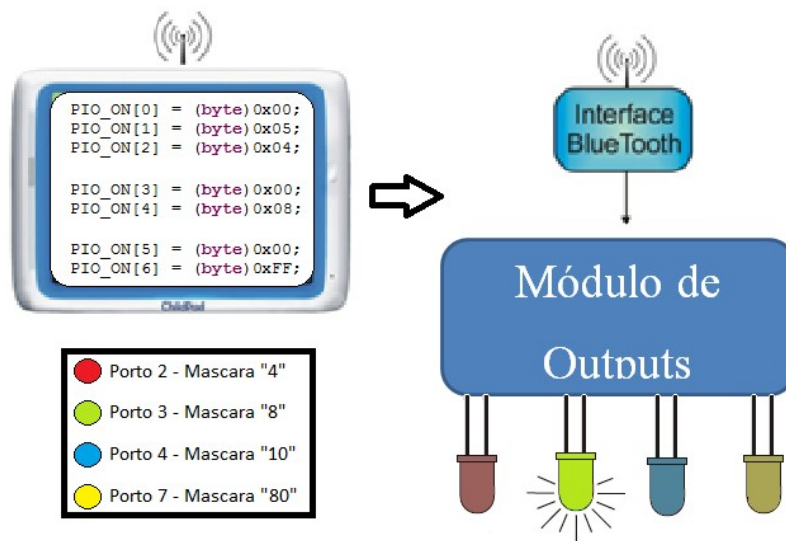 PIO_ON[0] = (byte)0x00;
PIO_ON[1] = (byte)0x05;
PIO_ON[2] = (byte)0x04;
PIO_ON[3] = (byte)0x00;
PIO_ON[4] = (byte)0x08;
PIO_ON[5] = (byte)0x00;
PIO_ON[6] = (byte)0xFF;
ChildPad
Porto 2 - Mascara "4"
Porto 3 - Mascara "8"
Porto 4 - Mascara "10"
Porto 7 - Mascara "80"
Interface
BlueTooth
Módulo de
Outputs